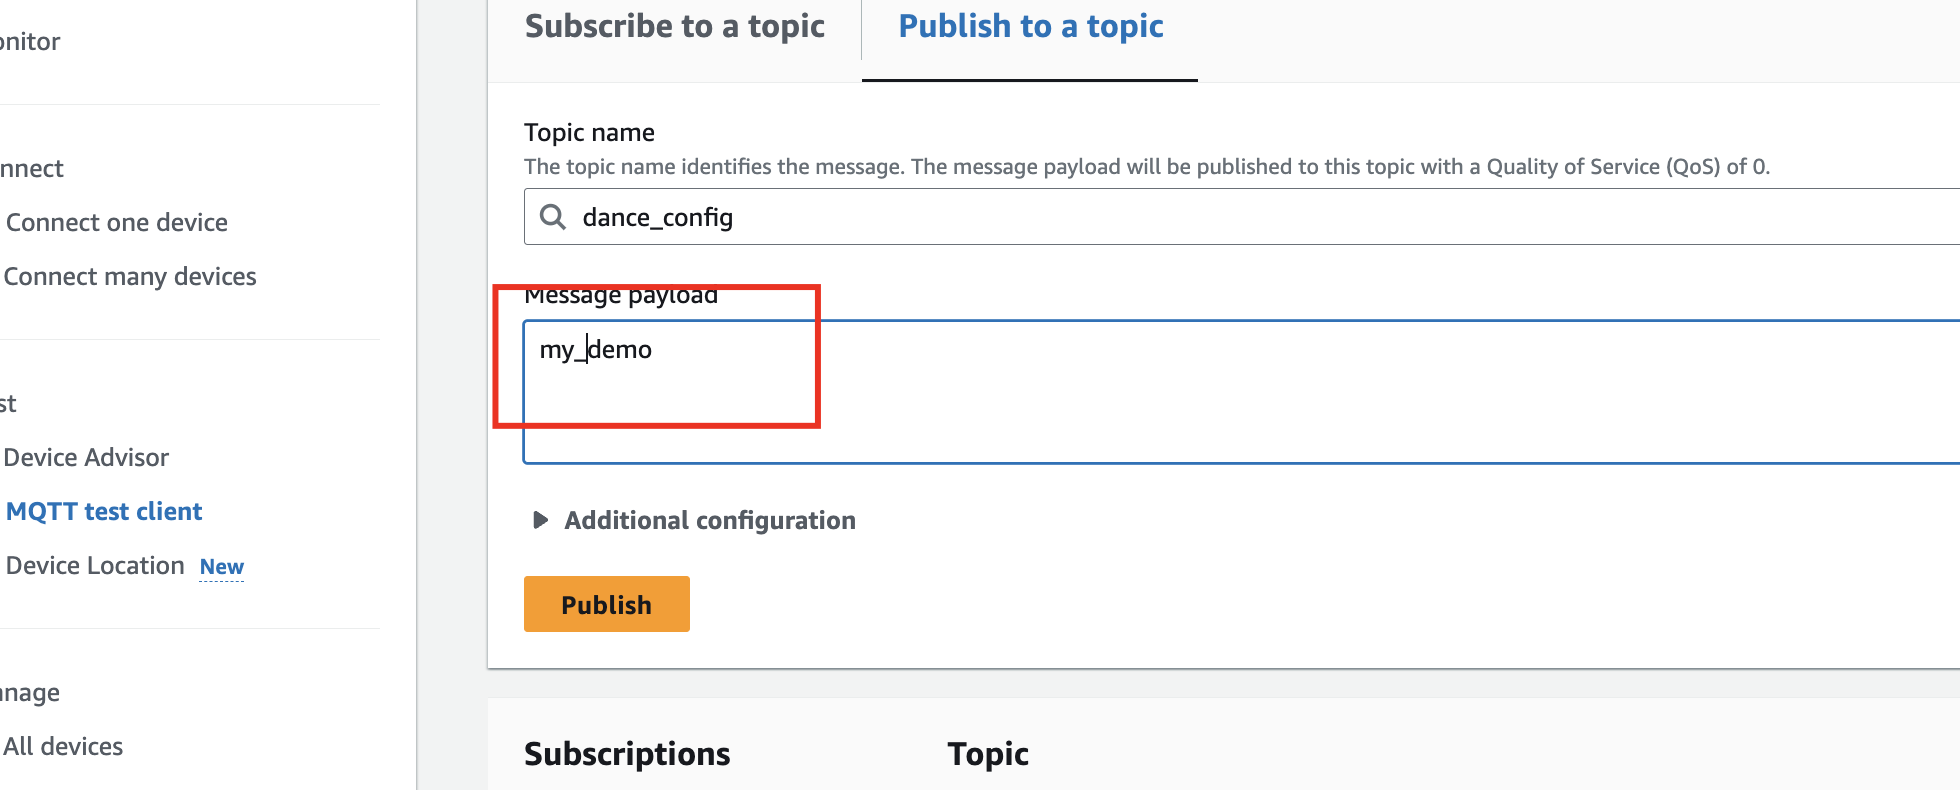 onitor
nnect
Connect one device
Connect many devices
st
Device Advisor
MQTT test client
Device Location New
anage
All devices
Subscribe to a topic
Publish to a topic
Topic name
The topic name identifies the message. The message payload will be published to this topic with a Quality of Service (QoS) of 0.
dance_config
Message payload
my_demo
Additional configuration
Publish
Subscriptions
Topic